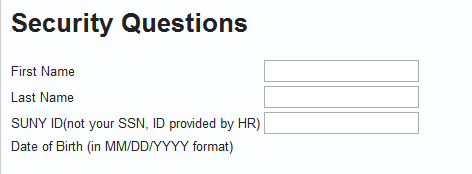 Security Questions
First Name
Last Name
SUNY ID(not your SSN, ID provided by HR)
Date of Birth (in MM/DD/YYYY format)